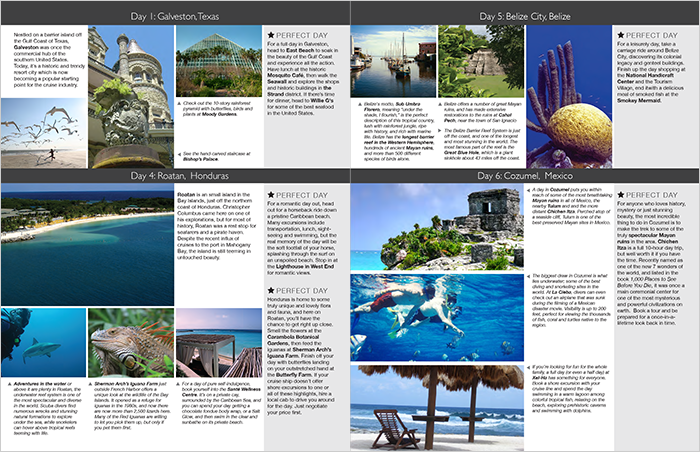 Day 1: Galveston, Texas
Nestled on a barrier island off
the Gulf Coast of Texas,
Galveston was once the
commercial hub of the
southern United States.
Today, it's a historic and trendy
resort city which is now
becoming a popular starting
point for the cruise industry.
Check out the 10-story rainforest
pyramid with butterflies, birds and
plants at Moody Gardens.
See the hand carved staircase at
Bishop's Palace.
PERFECT DAY
For a full day in Galveston,
head to East Beach to soak in
the beauty of the Gulf Coast
and experience all the action.
Have lunch at the historic
Mosquito Café, then walk the
Seawall and explore the shops
and historic buildings in the
Strand district. If there's time
for dinner, head to Willie G's
for some of the best seafood
in the United States.
Day 5: Belize City, Belize
Belize's motto, Sub Umbra
Florero, meaning "under the
shade, I flourish," is the perfect
description of this tropical country,
lush with rainforest jungle, ripe
with history, and rich with marine
life. Belize has the longest barrier
reef in the Western Hemisphere,
hundreds of ancient Mayan ruins,
and more than 500 different
species of birds alone.
Belize offers a number of great Mayan
ruins, and has made extensive
restorations to the ruins at Cahal
Pech, near the town of San Ignacio
The Belize Barrier Reef System is just
off the coast, and one of the longest
and most stunning in the world. The
most famous part of the reef is the
Great Blue Hole, which is a giant
sinkhole about 43 miles off the coast.
PERFECT DAY
For a leisurely day, take a
carriage ride around Belize
City, discovering its colonial
legacy and genteel buildings.
Finish up the day shopping at
the National Handicraft
Center and the Tourism
Village, and with a delicious
meal of smoked fish at the
Smokey Mermaid.
Day 4: Roatan, Honduras
Roatan is an small island in the
Bay Islands, just off the northern
coast of Honduras. Christopher
Columbus came here on one of
his explorations, but for most of
history, Roatan was a rest stop for
seafarers and a pirate haven.
Despite the recent influx of
cruises to the port in Mahogany
Bay, the island is still teeming in
untouched beauty.
PERFECT DAY
For a romantic day out, head
out for a horseback ride down
a pristine Caribbean beach.
Many excursions include
transportation, lunch, sight-
seeing and swimming, but the
real memory of the day will be
the soft footfall of your horse,
splashing through the surf on
an unspoiled beach. Stop in at
the Lighthouse in West End
for romantic views.
PERFECT DAY
Honduras is home to some
truly unique and lovely flora
and fauna, and here on
Roatan, you'll have the
chance to get right up close.
Smell the flowers at the
Carambola Botanical
Gardens, then feed the
iguanas at Sherman Arch's
Iguana Farm. Finish off your
day with butterflies landing
on your outstretched hand at
the Butterfly Farm. If your
cruise ship doesn't offer
shore excursions to one or
all of these highlights, hire a
local cab to drive you around
for the day. Just negotiate
your price first.
Adventures in the water or
above it are plenty in Roatan, the
underwater reef system is one of
the most spectacular and diverse
in the world. Scuba divers find
numerous wrecks and stunning
natural formations to explore
under the sea, while snorkelers
can hover above tropical reefs
teeming with life.
Sherman Arch's Iguana Farm just
outside French Harbor offers a
unique look at the wildlife of the Bay
Islands. It opened as a refuge for
iguanas in the 1980s, and now there
are now more than 2,500 lizards here.
Many of the Red Iguanas are willing
to let you pick them up, but only if
you pet them first.
For a day of pure self indulgence,
book yourself into the Santé Wellness
Centre. It's on a private cay,
surrounded by the Caribbean Sea, and
you can spend your day getting a
chocolate fondue body wrap, or a Salt
Glow, and then swim in the clear and
sunbathe on its private beach.
Day 6: Cozumel, Mexico
A day in Cozumel puts you within
reach of some of the most breathtaking
Mayan ruins in all of Mexico, the
nearby Tulum and and the more
distant Chichen Itza. Perched atop of
a seaside cliff, Tulum is one of the
best preserved Mayan sites in Mexico.
The biggest draw in Cozumel is what
lies underwater, some of the best
diving and snorkeling sites in the
world. At La Ceiba, divers can even
check out an airplane that was sunk
during the filming of a Mexican
disaster movie. Visibility is up to 200
feet, perfect for viewing the thousands
of fish, coral and turtles native to the
region.
If you're looking for fun for the whole
family, a full day (or even a half day) at
Xel-Ha has something for everyone.
Book a shore excursion with your
cruise line and spend the day
swimming in a warm lagoon among
colorful tropical fish, relaxing on the
beach, exploring prehistoric caverns
and swimming with dolphins.
PERFECT DAY
For anyone who loves history,
mystery or just stunning
beauty, the most incredible
thing to do in Cozumel is to
make the trek to some of the
truly spectacular Mayan
ruins in the area. Chichen
Itza is a full 10-hour day trip,
but well worth it if you have
the time. Recently named as
one of the new 7 wonders of
the world, and listed in the
book 1,000 Places to See
Before You Die, it was once a
main ceremonial center for
one of the most mysterious
and powerful civilizations on
earth. Book a tour and be
prepared for a once-in-a-
lifetime look back in time.